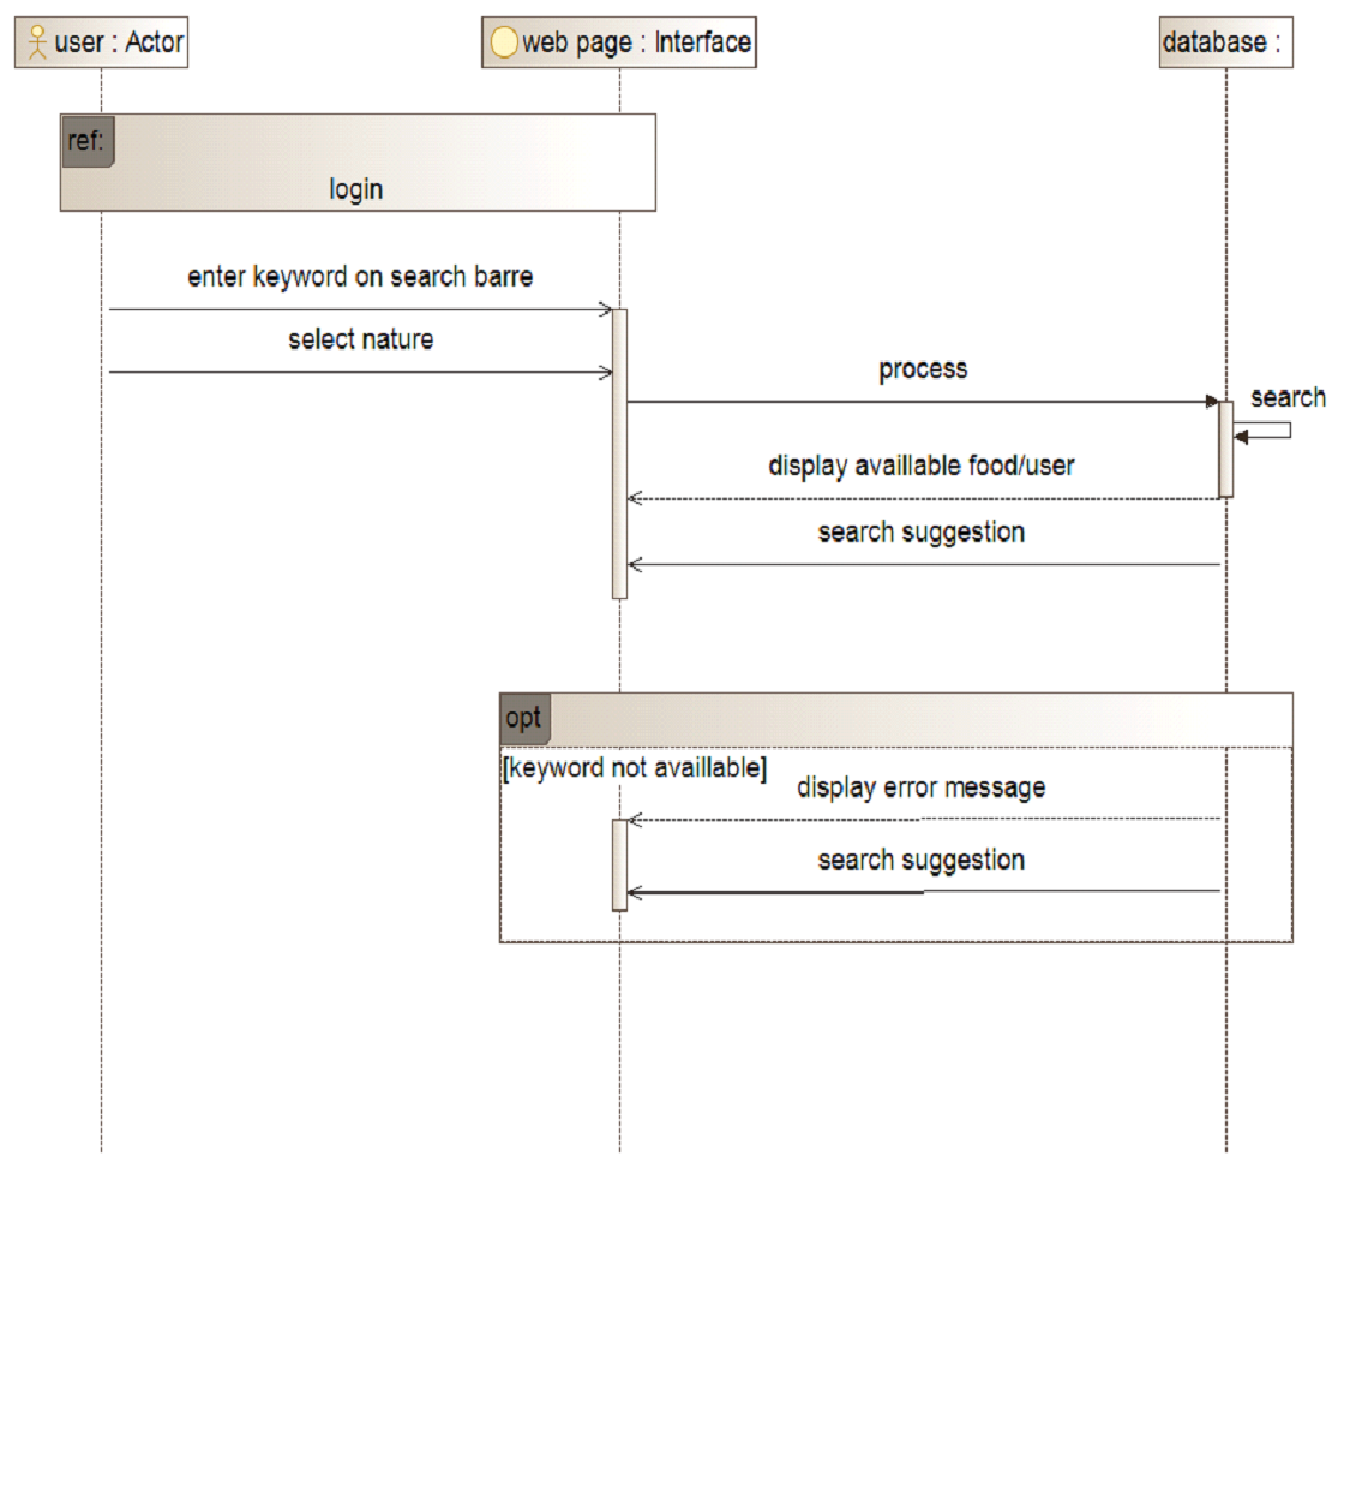 user : Actor
web page : Interface
database :
ref:
login
enter keyword on search barre
select nature
process
search
display availlable food/user
search suggestion
opt
[keyword not availlable]
display error message
search suggestion